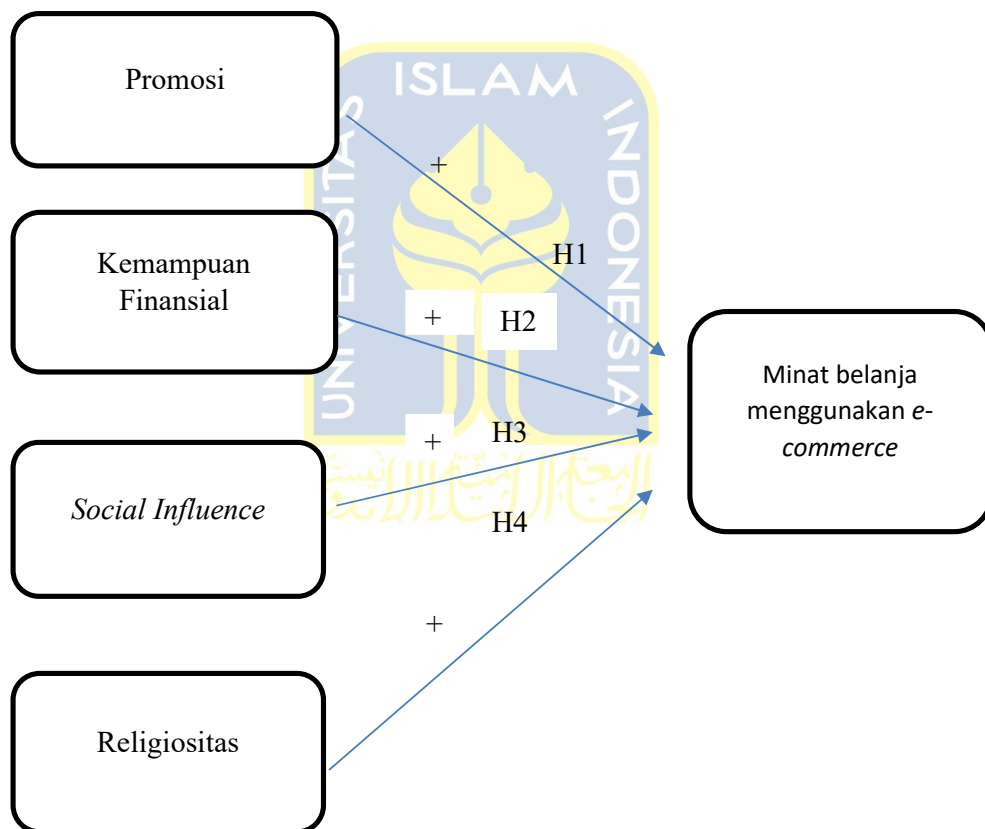 Promosi
UNIVERSITAS ISLAM INDONESIA
+
H1
Kemampuan
Finansial
+
H2
Minat belanja
menggunakan e-
commerce
+
H3
Social Influence
H4
+
Religiositas